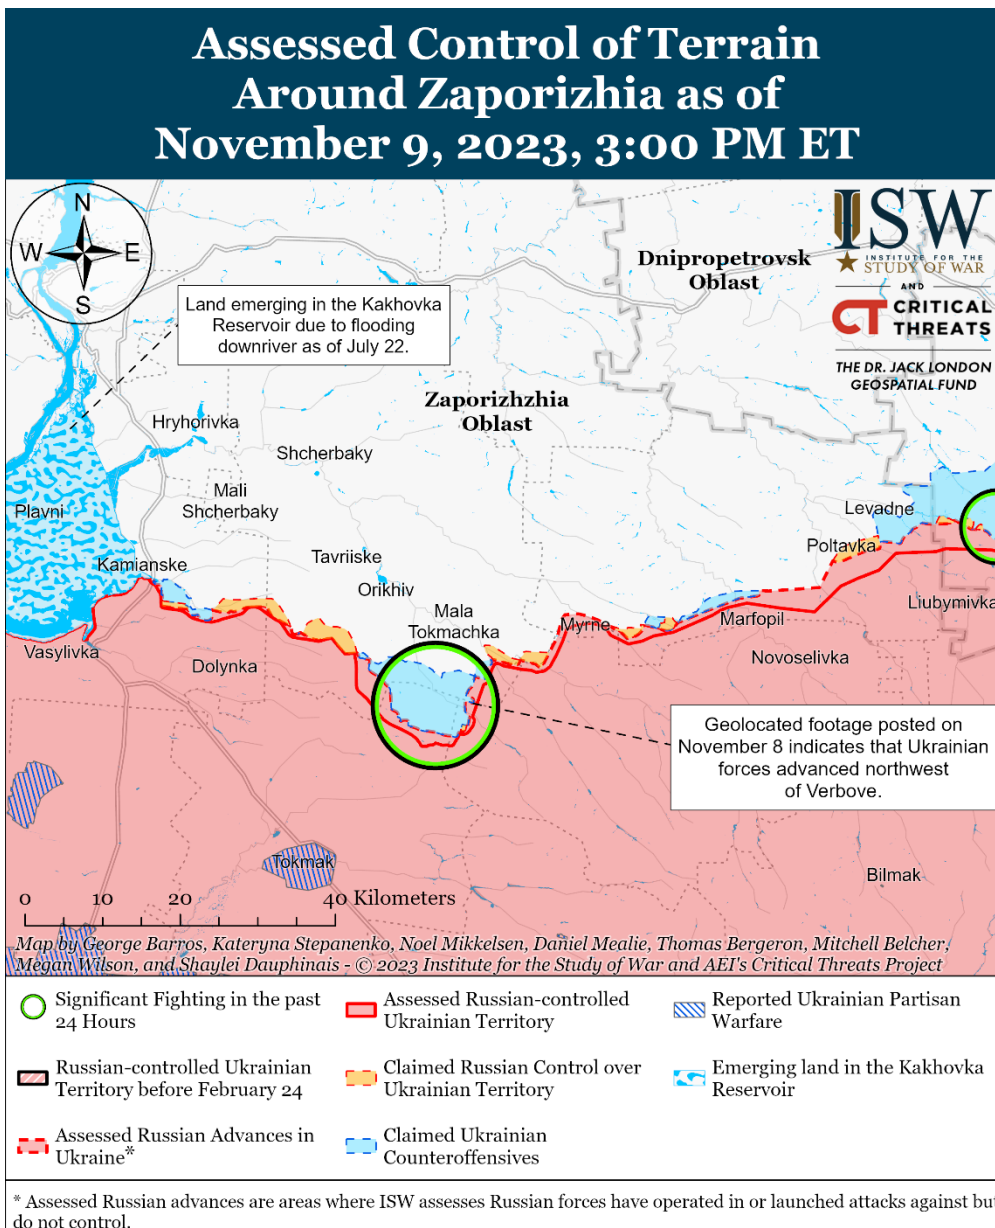 Assessed Control of Terrain
Around Zaporizhia as of
November 9, 2023, 3:00 PM ET
N
W
E
S
ISW
INSTITUTE FOR THE
STUDY OF WAR
AND
CT CRITICAL
THREATS
THE DR. JACK LONDON
GEOSPATIAL FUND
Dnipropetrovsk
Oblast
Land emerging in the Kakhovka
Reservoir due to flooding
downriver as of July 22.
Zaporizhzhia
Oblast
Hryhorivka
Shcherbaky
Mali
Shcherbaky
Plavni
Levadne
Poltavka
Tavriiske
Kamianske
Orikhiv
Liubymivka
Mala
Tokmachka
Myrne
Marfopil
Vasylivka
Dolynka
Novoselivka
Geolocated footage posted on
November 8 indicates that Ukrainian
forces advanced northwest
of Verbove.
Tokmak
Bilmak
0 10 20 40 Kilometers
Map by George Barros, Kateryna Stepanenko, Noel Mikkelsen, Daniel Mealie, Thomas Bergeron, Mitchell Belcher,
Megan Wilson, and Shaylei Dauphinais - © 2023 Institute for the Study of War and AEI's Critical Threats Project
Significant Fighting in the past
24 Hours
Assessed Russian-controlled
Ukrainian Territory
Reported Ukrainian Partisan
Warfare
Russian-controlled Ukrainian
Territory before February 24
Claimed Russian Control over
Ukrainian Territory
Emerging land in the Kakhovka
Reservoir
Assessed Russian Advances in
Ukraine*
Claimed Ukrainian
Counteroffensives
* Assessed Russian advances are areas where ISW assesses Russian forces have operated in or launched attacks against but
do not control.